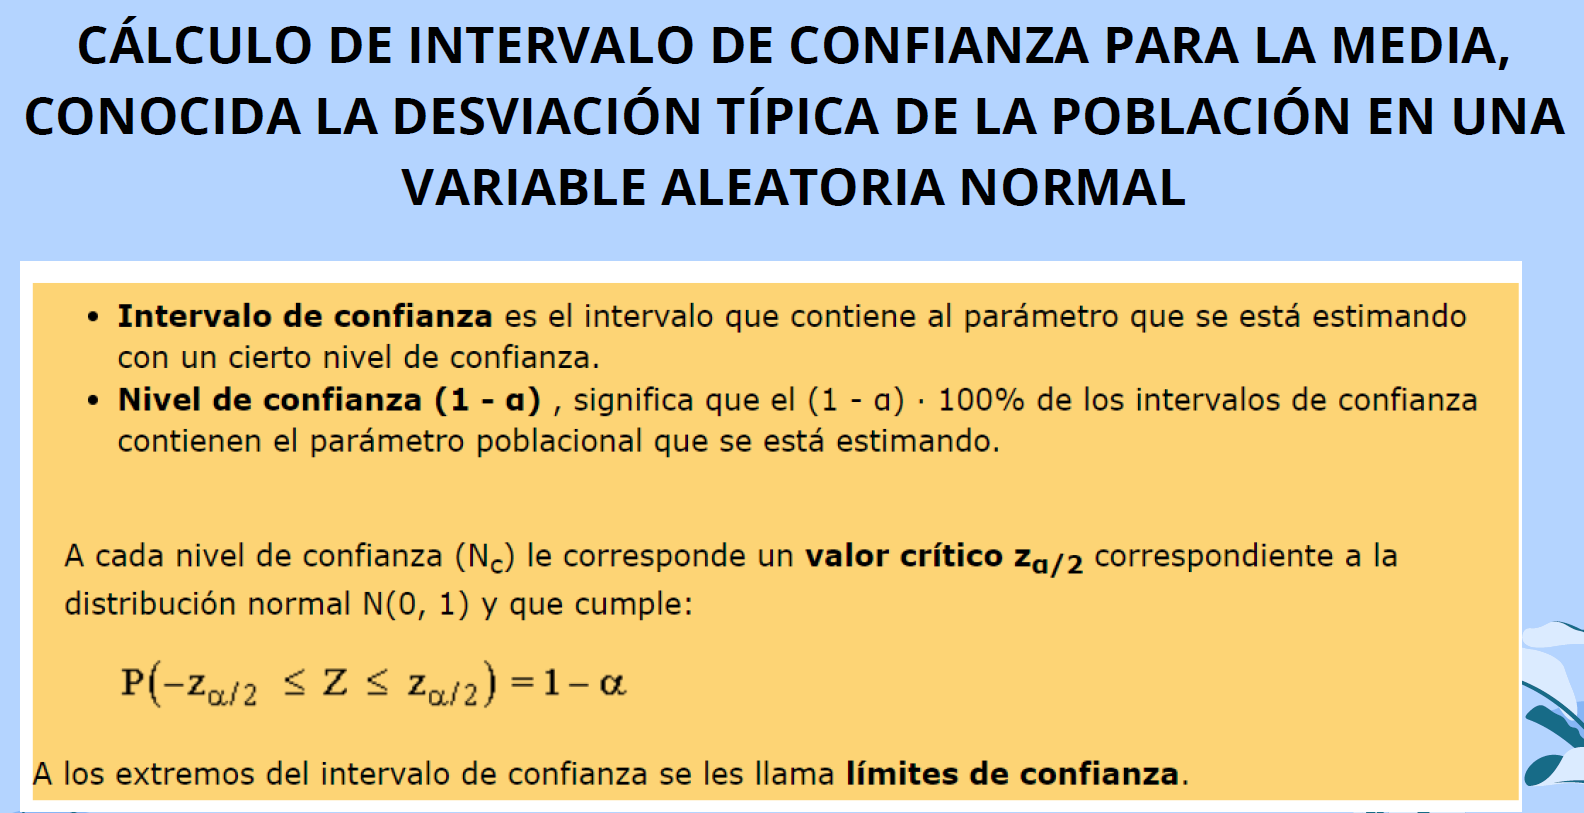 CÁLCULO DE INTERVALO DE CONFIANZA PARA LA MEDIA,
CONOCIDA LA DESVIACIÓN TÍPICA DE LA POBLACIÓN EN UNA
VARIABLE ALEATORIA NORMAL
• Intervalo de confianza es el intervalo que contiene al parámetro que se está estimando
con un cierto nivel de confianza.
• Nivel de confianza (1 - α) , significa que el (1 - α) · 100% de los intervalos de confianza
contienen el parámetro poblacional que se está estimando.
A cada nivel de confianza (Nc) le corresponde un valor crítico zα/2 correspondiente a la
distribución normal N(0, 1) y que cumple:
P(−zα/2 ≤ Z ≤ zα/2) = 1 − α
A los extremos del intervalo de confianza se les llama límites de confianza.